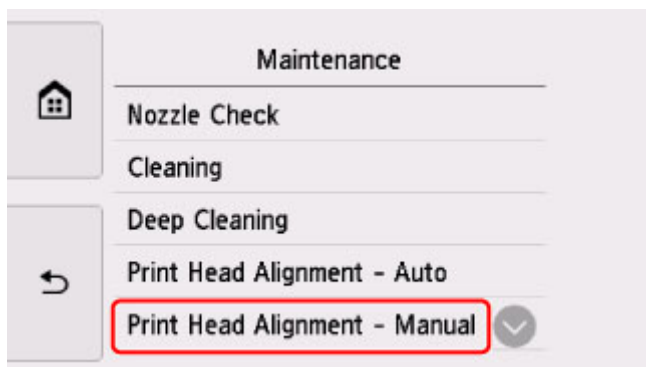 Maintenance
Nozzle Check
Cleaning
Deep Cleaning
Print Head Alignment - Auto
Print Head Alignment - Manual